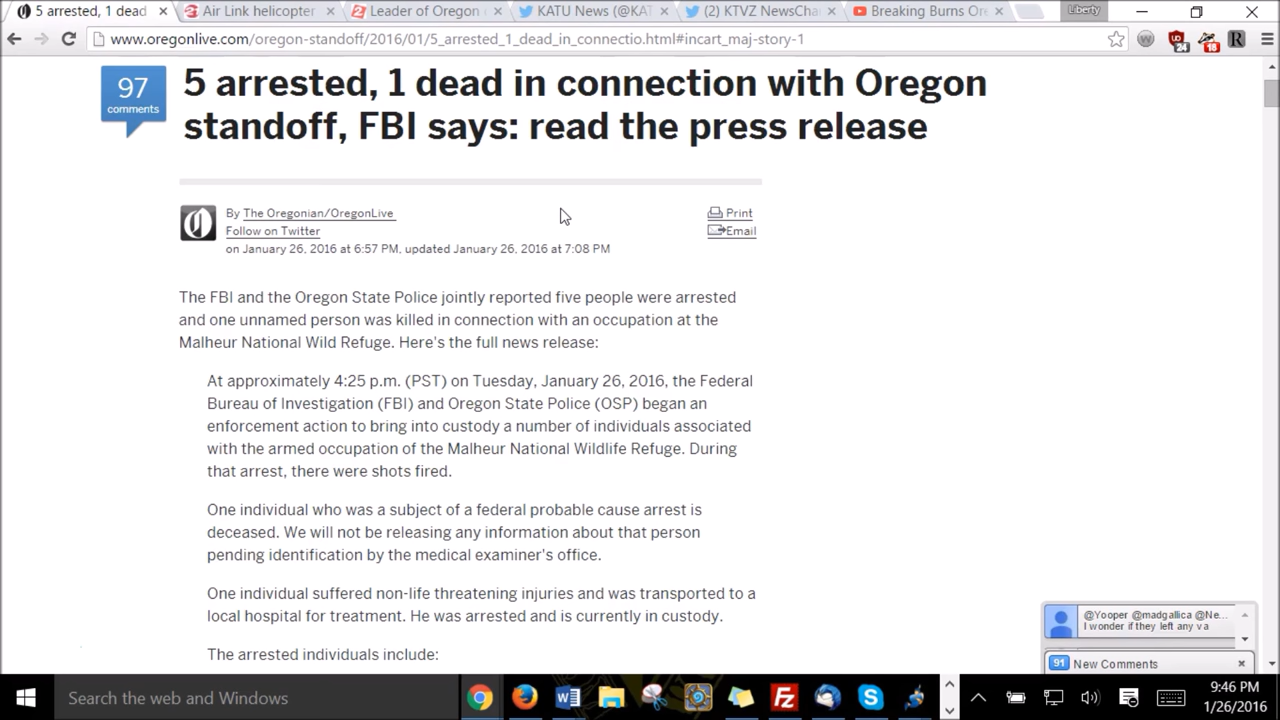 5 arrested, 1 dead
Air Link helicopter
Leader of Oregon
KATU News (@KAT
(2) KTVZ NewsChan
Breaking Burns Ore
Liberty
www.oregonlive.com/oregon-standoff/2016/01/5_arrested_1_dead_in_connectio.html#incart_maj-story-1
24
18
R
97
comments
5 arrested, 1 dead in connection with Oregon
standoff, FBI says: read the press release
By The Oregonian/OregonLive
Follow on Twitter
on January 26, 2016 at 6:57 PM, updated January 26, 2016 at 7:08 PM
Print
Email
The FBI and the Oregon State Police jointly reported five people were arrested
and one unnamed person was killed in connection with an occupation at the
Malheur National Wild Refuge. Here's the full news release:
At approximately 4:25 p.m. (PST) on Tuesday, January 26, 2016, the Federal
Bureau of Investigation (FBI) and Oregon State Police (OSP) began an
enforcement action to bring into custody a number of individuals associated
with the armed occupation of the Malheur National Wildlife Refuge. During
that arrest, there were shots fired.
One individual who was a subject of a federal probable cause arrest is
deceased. We will not be releasing any information about that person
pending identification by the medical examiner's office.
One individual suffered non-life threatening injuries and was transported to a
local hospital for treatment. He was arrested and is currently in custody.
The arrested individuals include:
@Yooper @madgallica @Ne...
I wonder if they left any va
91 New Comments
Search the web and Windows
9:46 PM
1/26/2016